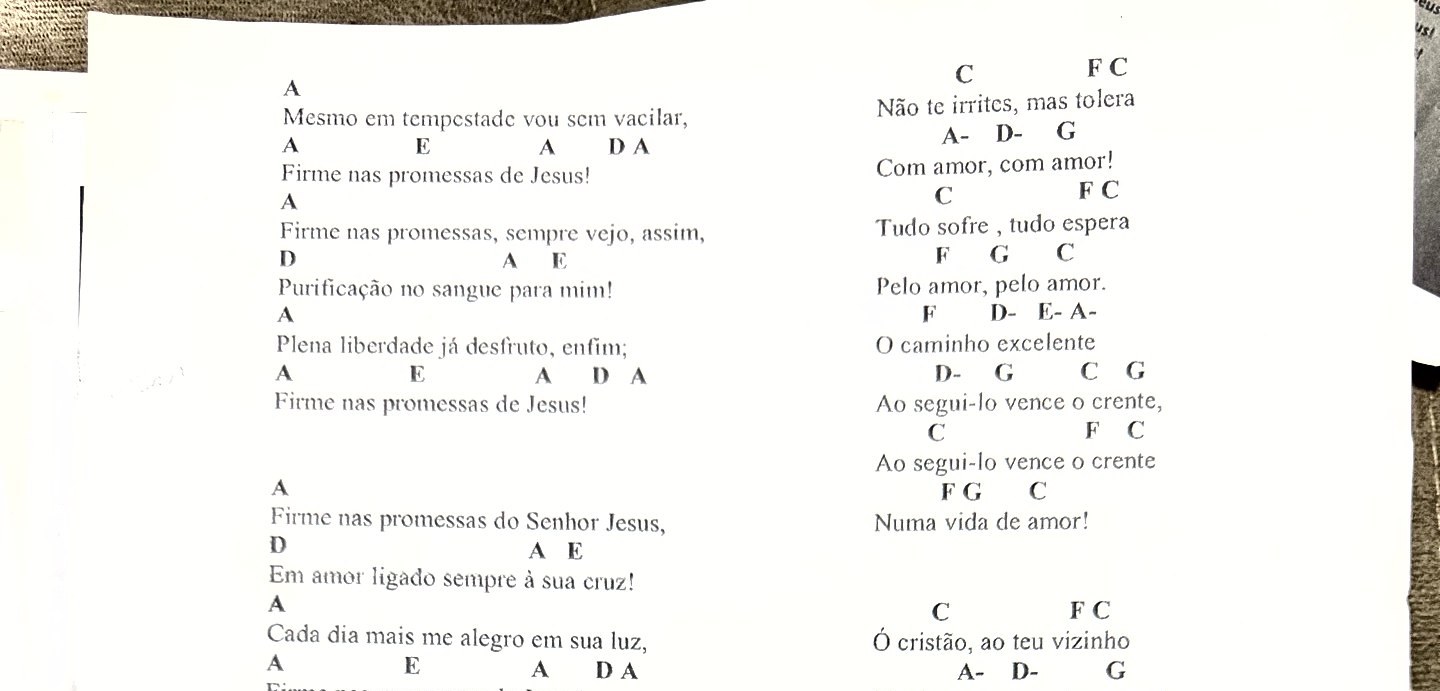 A
Mesmo em tempestade vou sem vacilar,
A E A D A
Firme nas promessas de Jesus!
A
Firme nas promessas, sempre vejo, assim,
D A E
Purificação no sangue para mim!
A
Plena liberdade já desfruto, enfim;
A E A D A
Firme nas promessas de Jesus!
A
Firme nas promessas do Senhor Jesus,
D A E
Em amor ligado sempre à sua cruz!
A
Cada dia mais me alegro em sua luz,
A E A D A
C F C
Não te irrites, mas tolera
A- D- G
Com amor, com amor!
C F C
Tudo sofre , tudo espera
F G C
Pelo amor, pelo amor.
F D- E- A-
O caminho excelente
D- G C G
Ao segui-lo vence o crente,
C F C
Ao segui-lo vence o crente
F G C
Numa vida de amor!
C F C
Ó cristão, ao teu vizinho
A- D- G